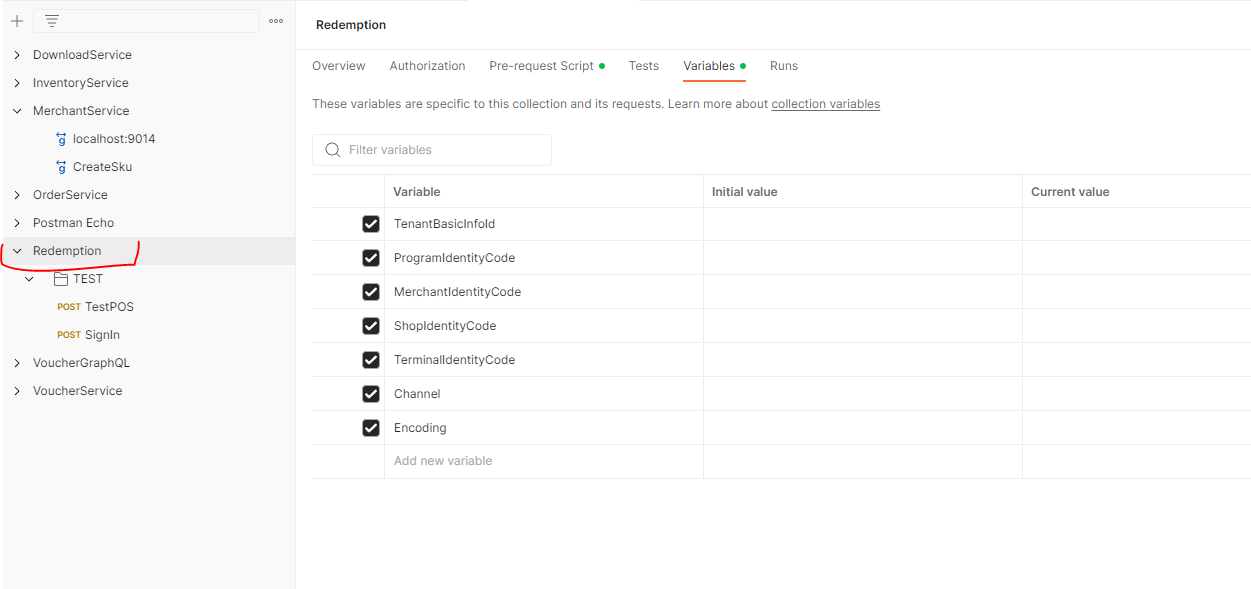 Redemption
DownloadService
InventoryService
MerchantService
localhost:9014
CreateSku
OrderService
Postman Echo
Redemption
TEST
POST TestPOS
POST SignIn
VoucherGraphQL
VoucherService
Overview Authorization Pre-request Script Tests Variables Runs
These variables are specific to this collection and its requests. Learn more about collection variables
Filter variables
Variable Initial value Current value
TenantBasicInfoId
ProgramIdentityCode
MerchantIdentityCode
ShopIdentityCode
TerminalIdentityCode
Channel
Encoding
Add new variable